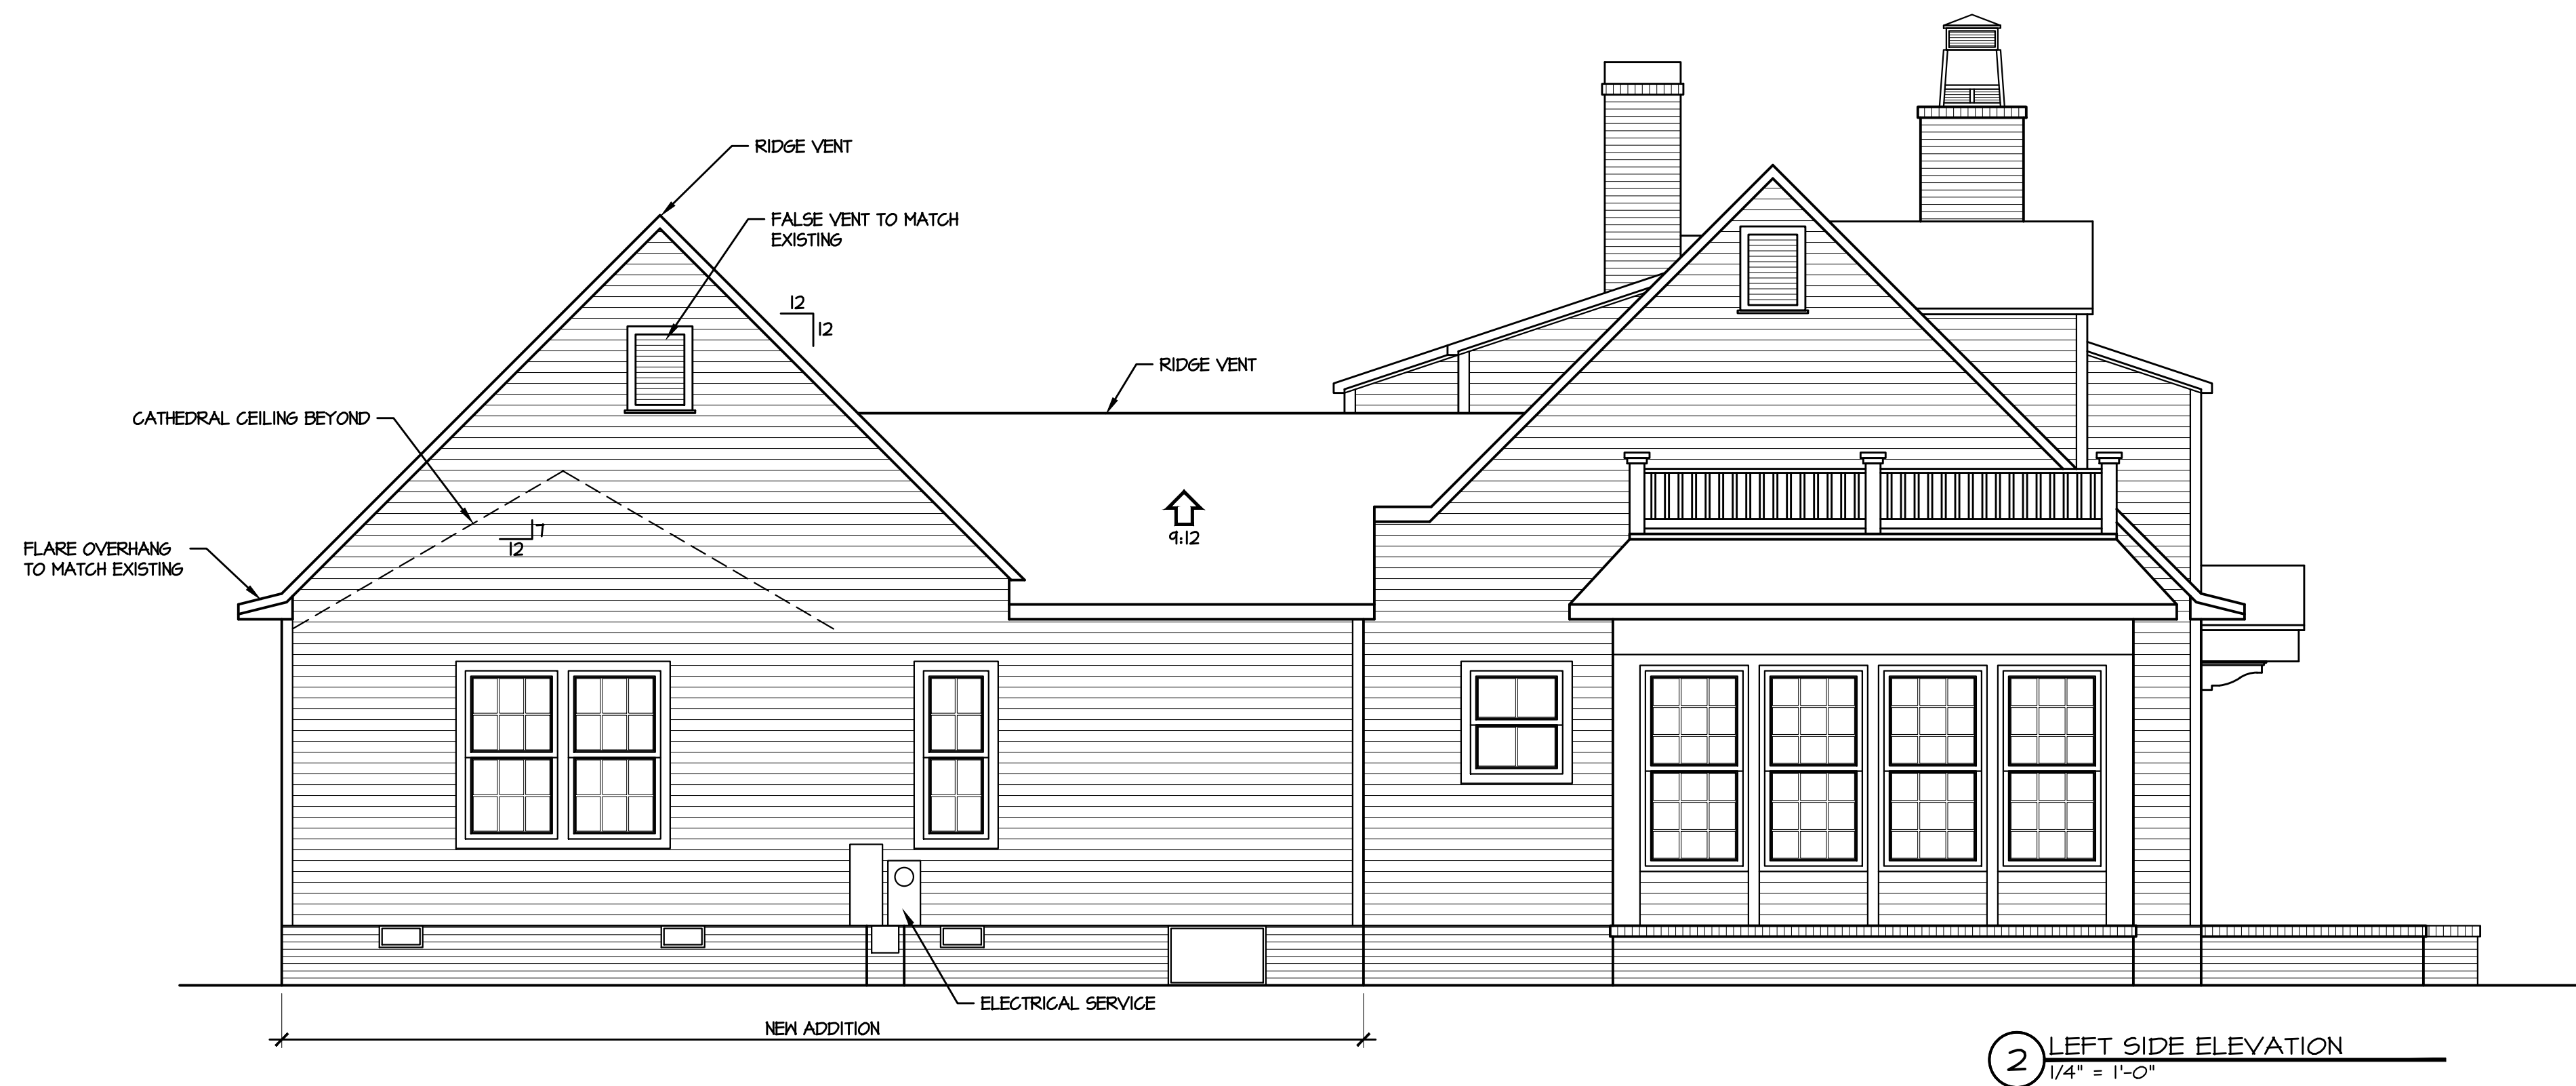 RIDGE VENT
FALSE VENT TO MATCH
EXISTING
12
12
RIDGE VENT
CATHEDRAL CEILING BEYOND
7
12
9:12
FLARE OVERHANG
TO MATCH EXISTING
ELECTRICAL SERVICE
NEW ADDITION
2
LEFT SIDE ELEVATION
1/4" = 1'-0"